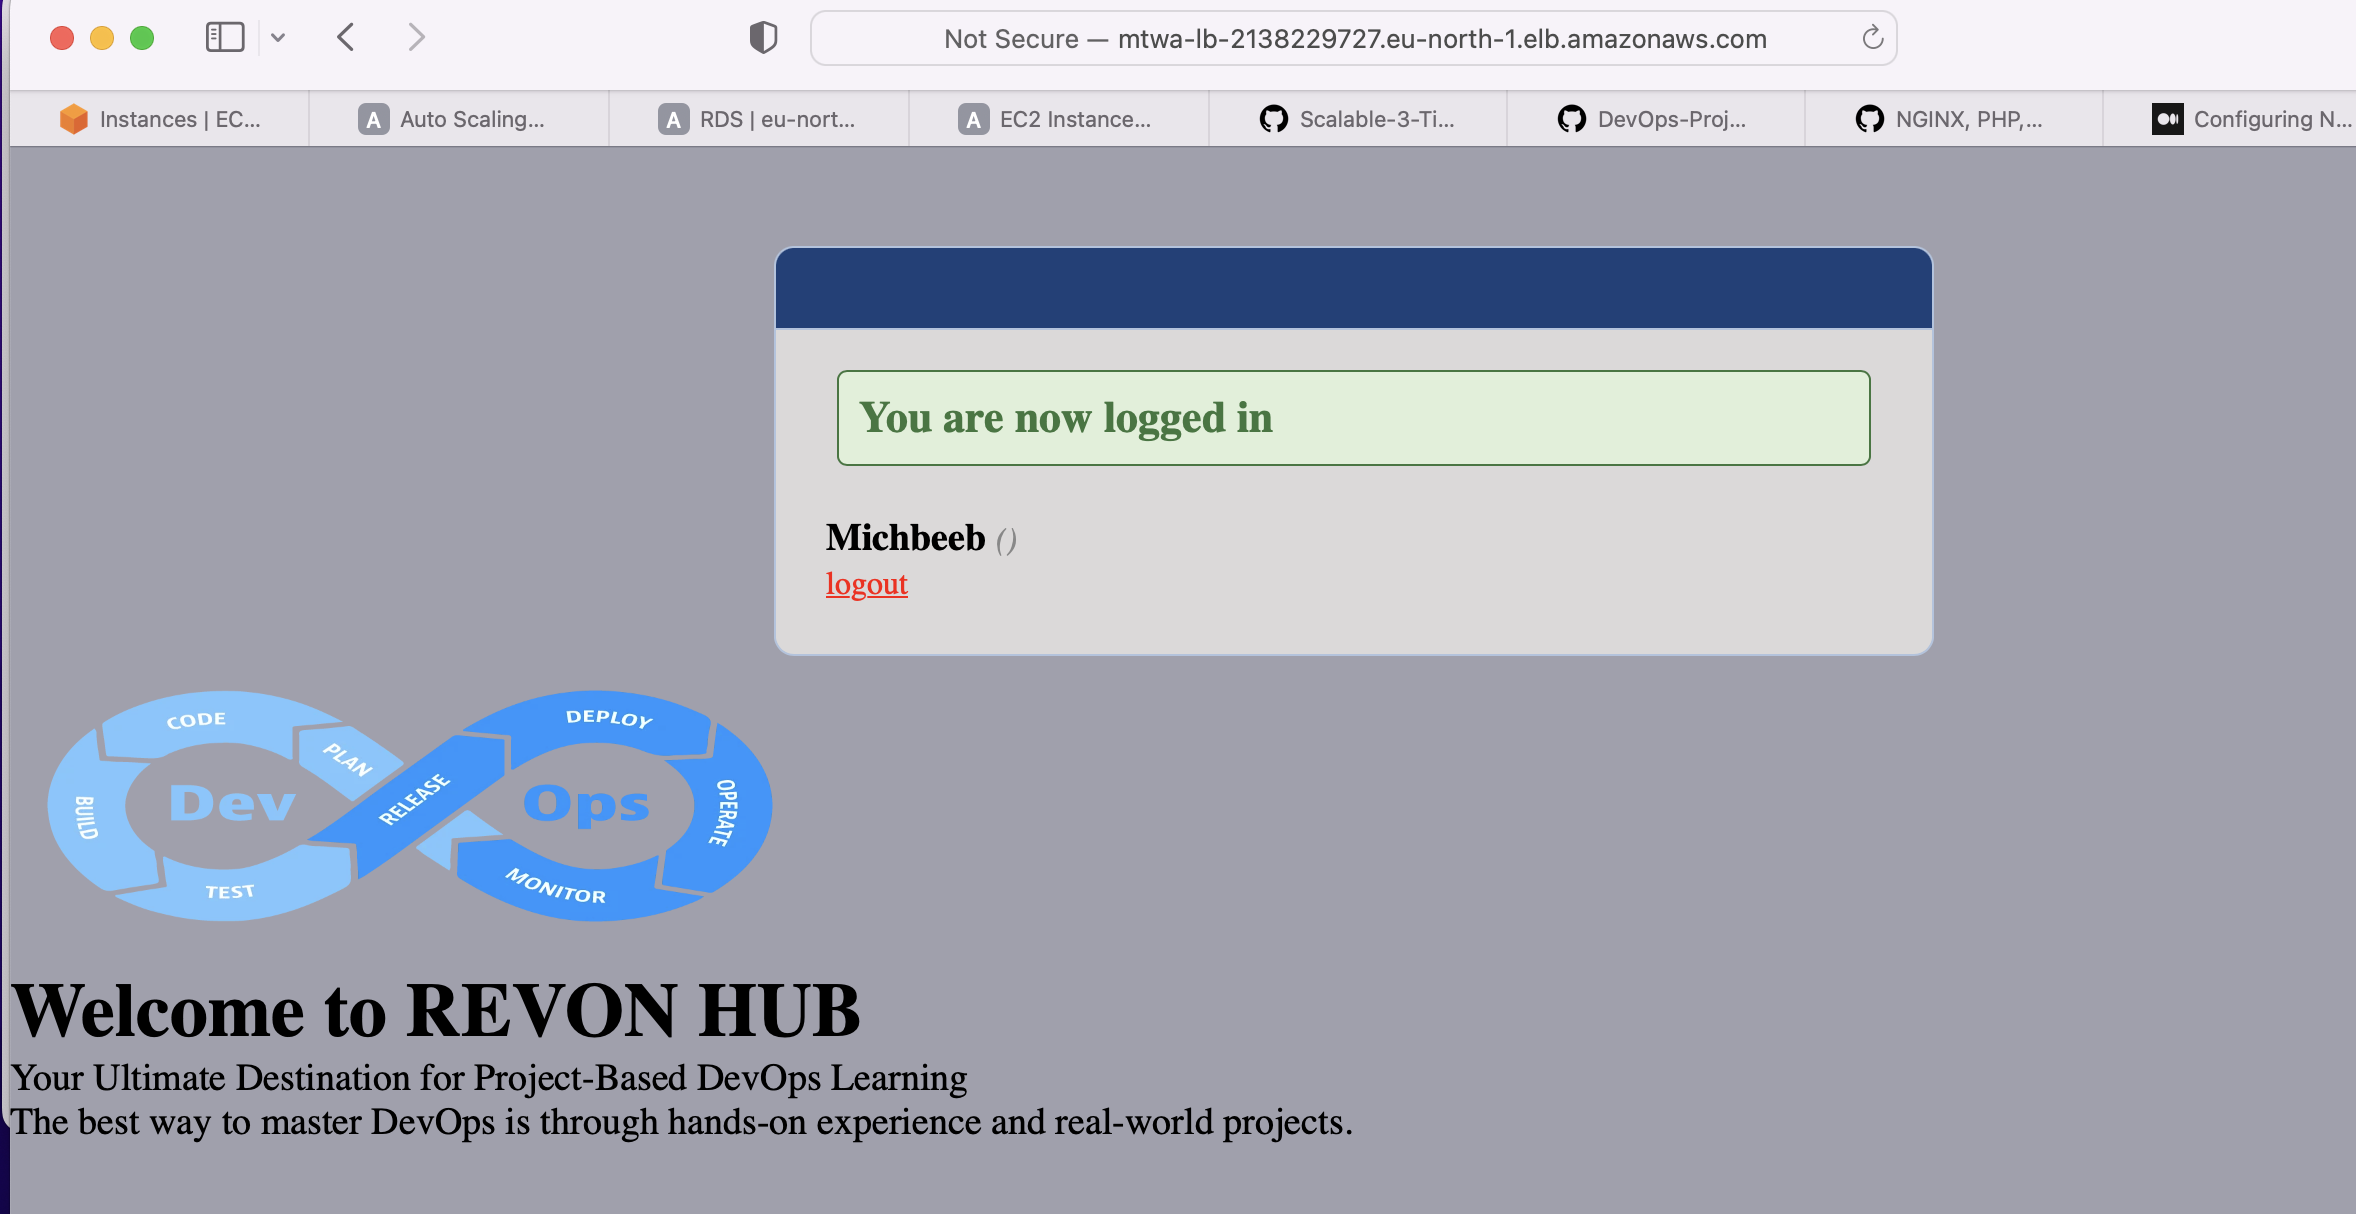 Not Secure — mtwa-lb-2138229727.eu-north-1.elb.amazonaws.com
Instances | EC...
A Auto Scaling...
A RDS | eu-nort...
A EC2 Instance...
Scalable-3-Ti...
DevOps-Proj...
NGINX, PHP,...
Configuring N...
You are now logged in
Michbeeb ()
logout
CODE
PLAN
BUILD
Dev
TEST
RELEASE
DEPLOY
Ops
OPERATE
MONITOR
Welcome to REVON HUB
Your Ultimate Destination for Project-Based DevOps Learning
The best way to master DevOps is through hands-on experience and real-world projects.